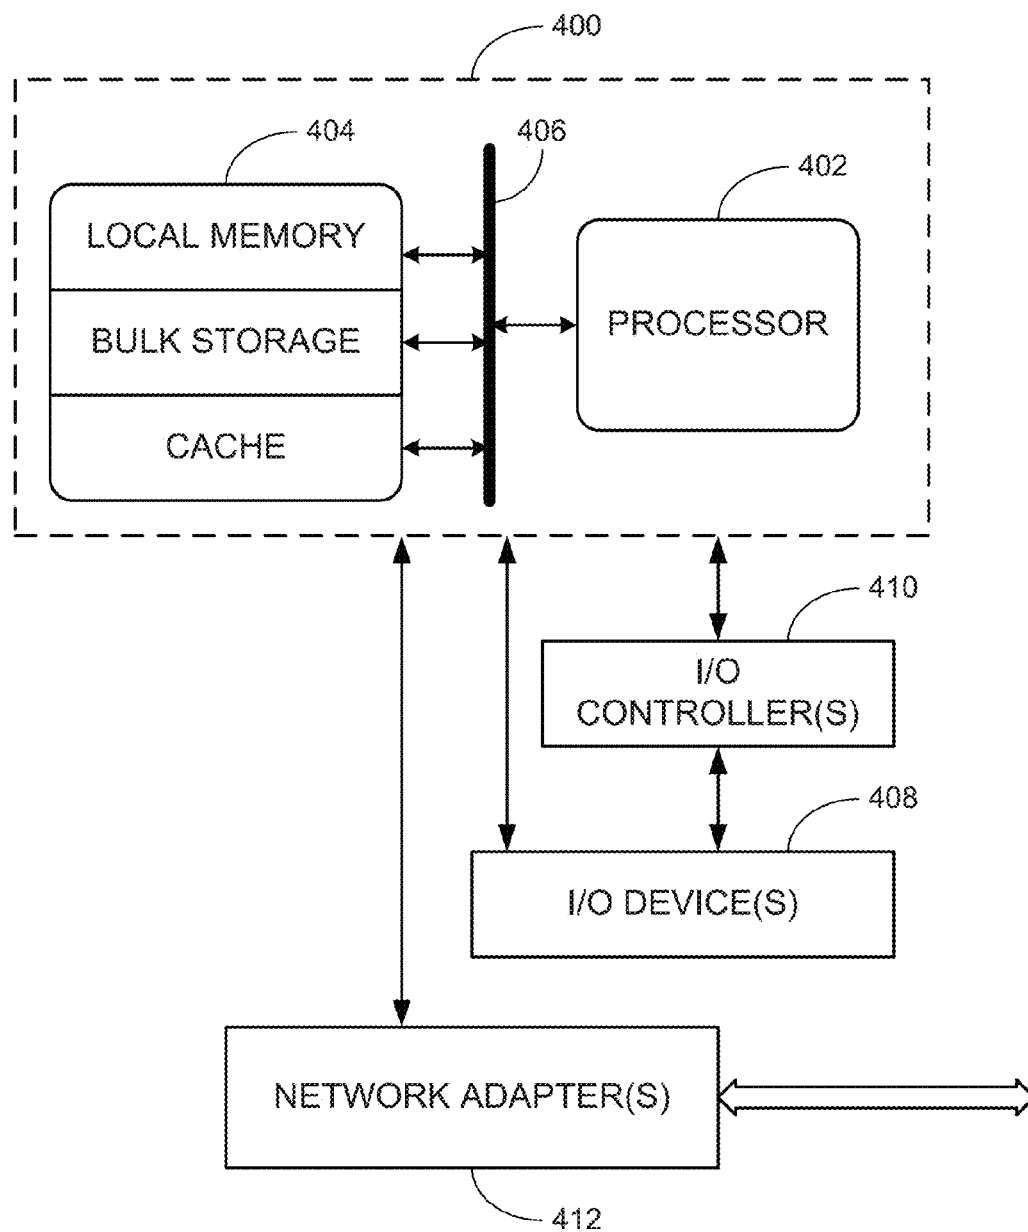 400
404
406
402
LOCAL MEMORY
BULK STORAGE
CACHE
PROCESSOR
410
I/O
CONTROLLER(S)
408
I/O DEVICE(S)
NETWORK ADAPTER(S)
412